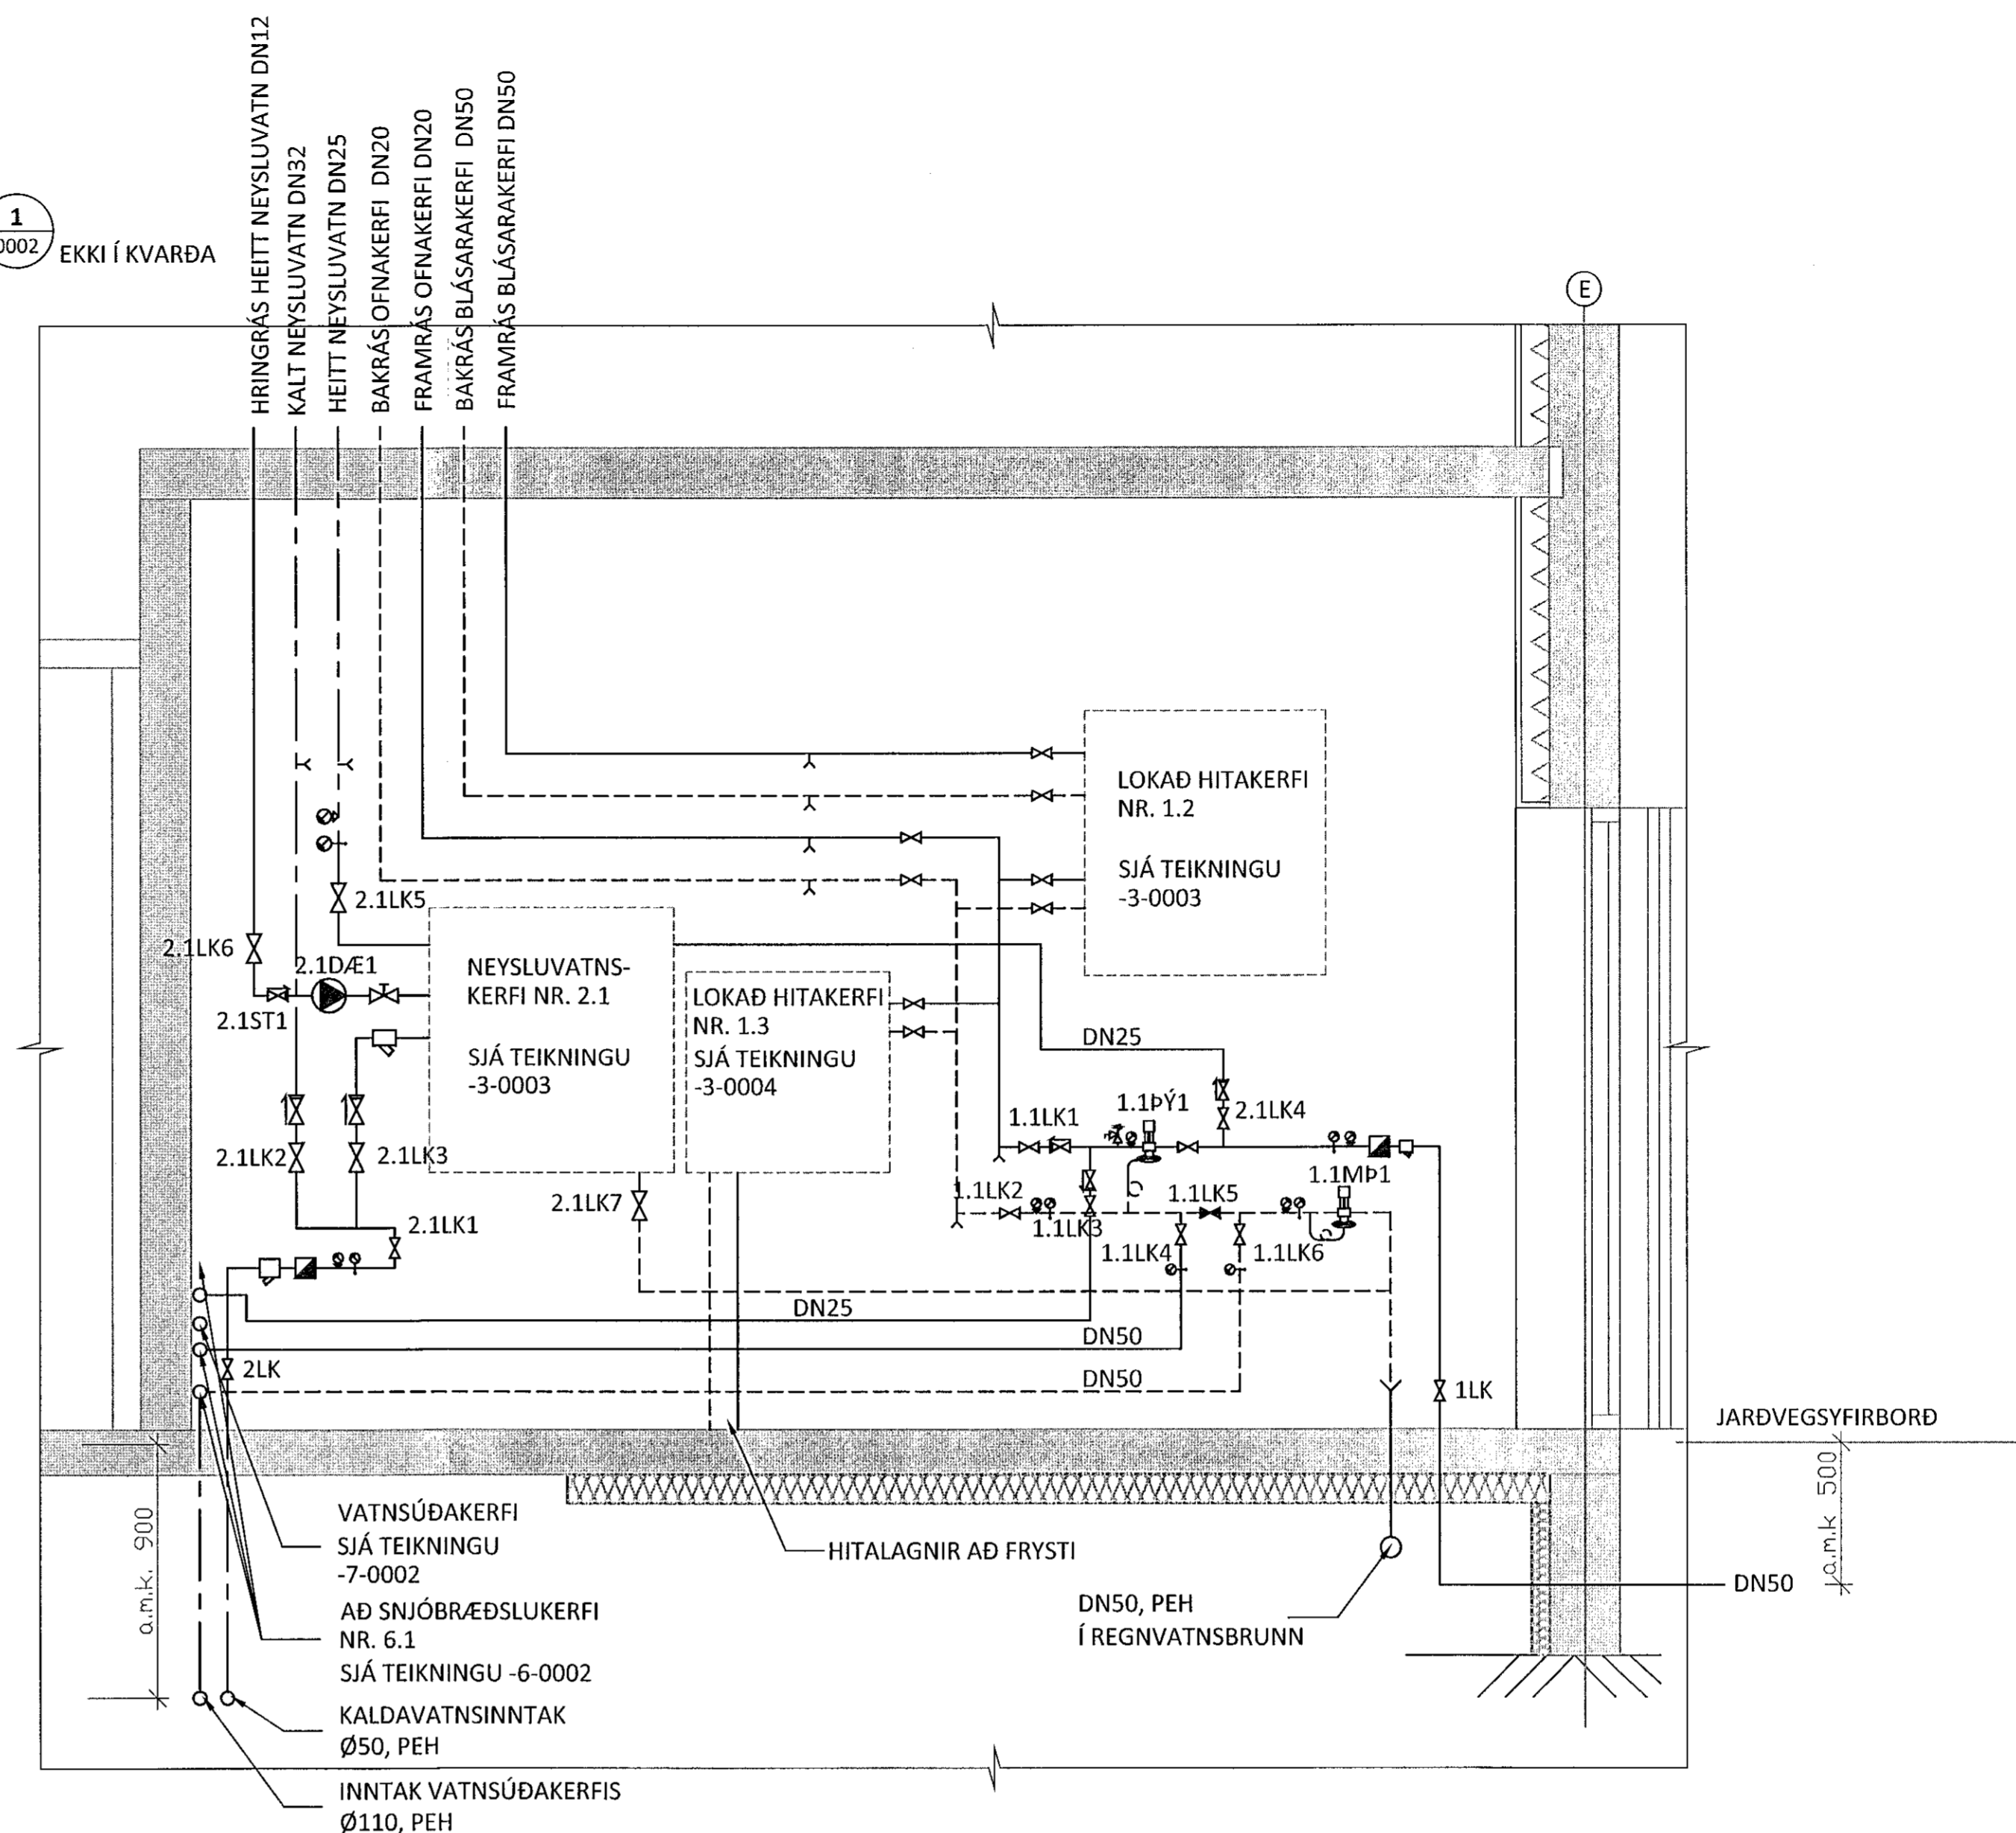 HRINGRÁS HEITT NEYSLUVATN DN12
KALT NEYSLUVATN DN32
HEITT NEYSLUVATN DN25
BAKRÁS OFNAKERFI DN20
FRAMRÁS OFNAKERFI DN20
BAKRÁS BLÁSARAKERFI DN50
FRAMRÁS BLÁSARAKERFI DN50
1
0002
EKKI Í KVARÐA
E
LOKAÐ HITAKERFI
NR. 1.2
SJÁ TEIKNINGU
-3-0003
2.1LK5
2.1LK6
2.1DÆ1
2.1ST1
NEYSLUVATNS-
KERFI NR. 2.1
SJÁ TEIKNINGU
-3-0003
LOKAÐ HITAKERFI
NR. 1.3
SJÁ TEIKNINGU
-3-0004
DN25
1.1LK1
1.1ÞÝ1
2.1LK4
2.1LK2
2.1LK3
2.1LK7
1.1LK2
1.1LK3
1.1LK5
1.1MÞ1
2.1LK1
1.1LK4
1.1LK6
DN25
DN50
2LK
DN50
1LK
JARÐVEGSYFIRBORÐ
a.m.k. 900
a.m.k 500
VATNSÚÐAKERFI
SJÁ TEIKNINGU
-7-0002
HITALAGNIR AÐ FRYSTI
DN50
AÐ SNJÓBRÆÐSLUKERFI
NR. 6.1
SJÁ TEIKNINGU -6-0002
DN50, PEH
Í REGNVATNSBRUNN
KALDAVATNSINNTAK
Ø50, PEH
INNTAK VATNSÚÐAKERFIS
Ø110, PEH